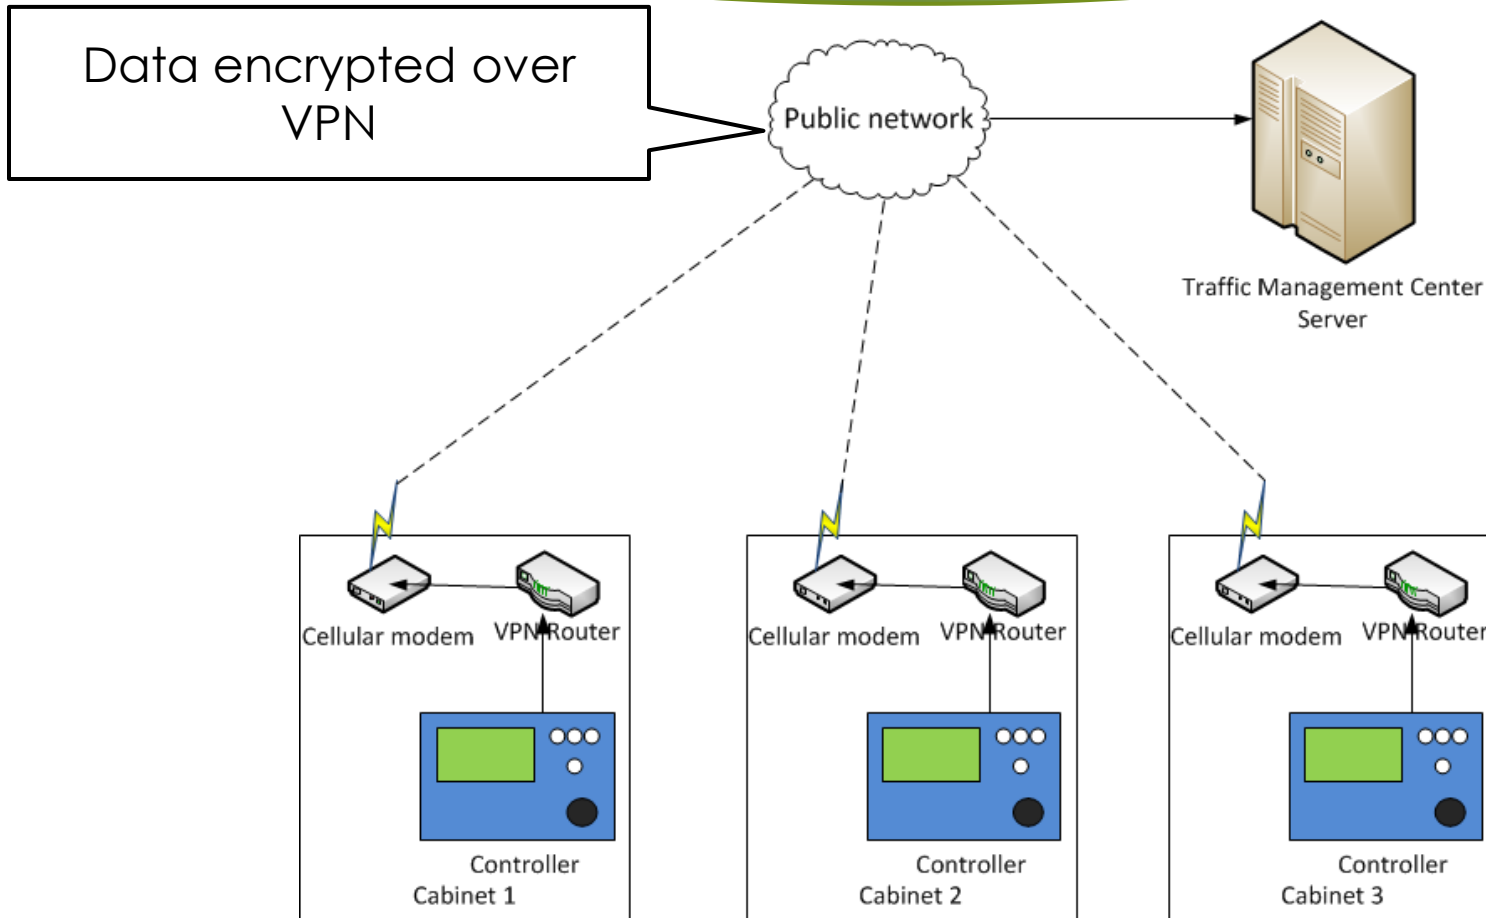 Data encrypted over
VPN
Public network
Traffic Management Center
Server
Cellular modem
VPN Router
Controller
Cabinet 1
Cellular modem
VPN Router
Controller
Cabinet 2
Cellular modem
VPN Router
Controller
Cabinet 3